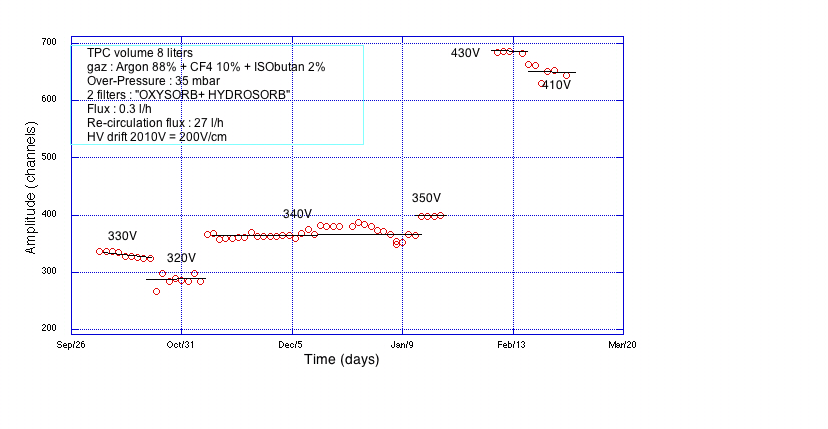 700
600
500
400
300
200
Amplitude (channels)
TPC volume 8 liters
gaz : Argon 88% + CF4 10% + ISObutan 2%
Over-Pressure : 35 mbar
2 filters : "OXYSORB+ HYDROSORB"
Flux : 0.3 l/h
Re-circulation flux : 27 l/h
HV drift 2010V = 200V/cm
430V
410V
350V
340V
330V
320V
Sep/26 Oct/31 Dec/5 Jan/9 Feb/13 Mar/20
Time (days)